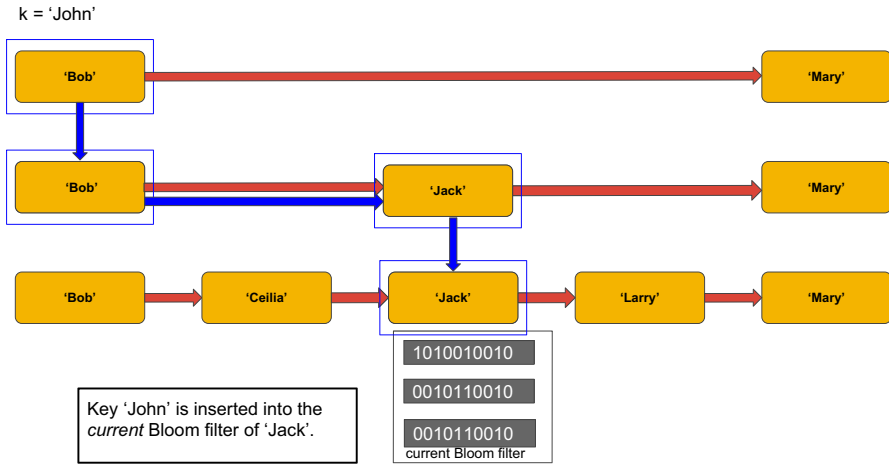 k = ‘John’
‘Bob’
‘Mary’
‘Bob’
‘Jack’
‘Mary’
‘Bob’
‘Ceilia’
‘Jack’
‘Larry’
‘Mary’
1010010010
0010110010
0010110010
current Bloom filter
Key ‘John’ is inserted into the
current Bloom filter of ‘Jack’.